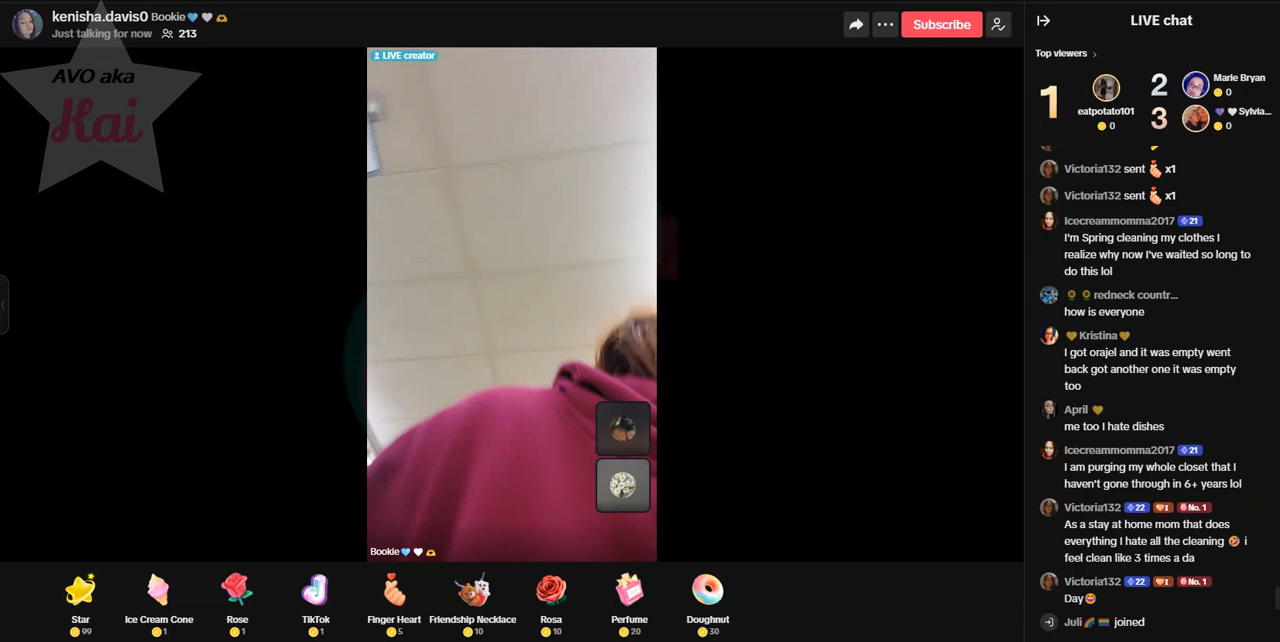 kenisha.davis0 Bookie💙🤍🫶
Just talking for now 213
Subscribe
AVO aka
Kai
LIVE creator
Bookie💙🤍🫶
LIVE chat
Top viewers
1 eatpotato101 0
2 Marie Bryan 0
3 💜🤍Sylvia... 0
Victoria132 sent x1
Victoria132 sent x1
Icecreammomma2017 21
I'm Spring cleaning my clothes I
realize why now I've waited so long to
do this lol
🌻🌻redneck countr...
how is everyone
💛Kristina💛
I got orajel and it was empty went
back got another one it was empty
too
April 💛
me too I hate dishes
Icecreammomma2017 21
I am purging my whole closet that I
haven't gone through in 6+ years lol
Victoria132 22 I No. 1
As a stay at home mom that does
everything I hate all the cleaning 🤣 i
feel clean like 3 times a da
Victoria132 22 I No. 1
Day😂
Juli🌈🏳️‍🌈 joined
Star
99
Ice Cream Cone
1
Rose
1
TikTok
1
Finger Heart
5
Friendship Necklace
10
Rosa
10
Perfume
20
Doughnut
30